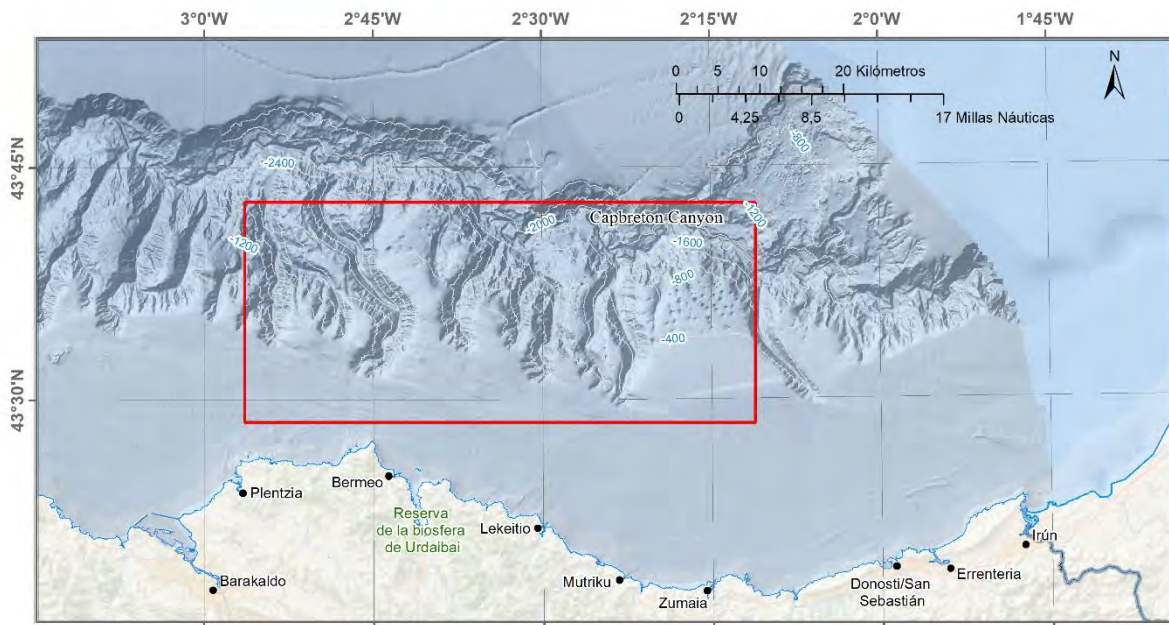 3°0'W 2°45'W 2°30'W 2°15'W 2°0'W 1°45'W
N
0 5 10 20 Kilómetros
0 4,25 8,5 17 Millas Náuticas
43°45'N
43°30'N
-800
-2400
-1200
-2000
Capbreton Canyon
-1200
-1600
-800
-400
Plentzia
Bermeo
Reserva
de la biosfera
de Urdaibai
Lekeitio
Barakaldo
Mutriku
Zumaia
Donosti/San
Sebastián
Errenteria
Irún